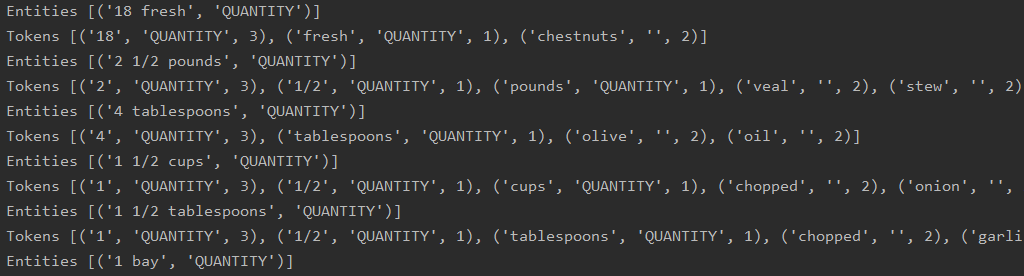 Entities [('18 fresh', 'QUANTITY')]
Tokens [('18', 'QUANTITY', 3), ('fresh', 'QUANTITY', 1), ('chestnuts', '', 2)]
Entities [('2 1/2 pounds', 'QUANTITY')]
Tokens [('2', 'QUANTITY', 3), ('1/2', 'QUANTITY', 1), ('pounds', 'QUANTITY', 1), ('veal', '', 2), ('stew', '', 2)
Entities [('4 tablespoons', 'QUANTITY')]
Tokens [('4', 'QUANTITY', 3), ('tablespoons', 'QUANTITY', 1), ('olive', '', 2), ('oil', '', 2)]
Entities [('1 1/2 cups', 'QUANTITY')]
Tokens [('1', 'QUANTITY', 3), ('1/2', 'QUANTITY', 1), ('cups', 'QUANTITY', 1), ('chopped', '', 2), ('onion', '',
Entities [('1 1/2 tablespoons', 'QUANTITY')]
Tokens [('1', 'QUANTITY', 3), ('1/2', 'QUANTITY', 1), ('tablespoons', 'QUANTITY', 1), ('chopped', '', 2), ('garli
Entities [('1 bay', 'QUANTITY')]